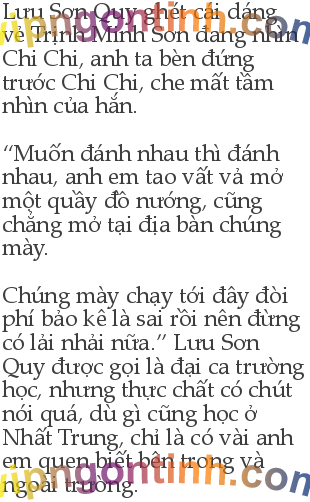 Lưu Sơn Quy ghét cái dáng
vẻ Trịnh Minh Sơn đang nhìn
Chi Chi, anh ta bèn đứng
trước Chi Chi, che mất tầm
nhìn của hắn.
“Muốn đánh nhau thì đánh
nhau, anh em tao vất vả mở
một quầy đồ nướng, cũng
chẳng mở tại địa bàn chúng
mày.
Chúng mày chạy tới đây đòi
phí bảo kê là sai rồi nên đừng
có lải nhải nữa.” Lưu Sơn
Quy được gọi là đại ca trường
học, nhưng thực chất có chút
nói quá, dù gì cũng học ở
Nhất Trung, chỉ là có vài anh
em quen biết bên trong và
ngoài trường.
vipngontinh.com
vipngontinh.com